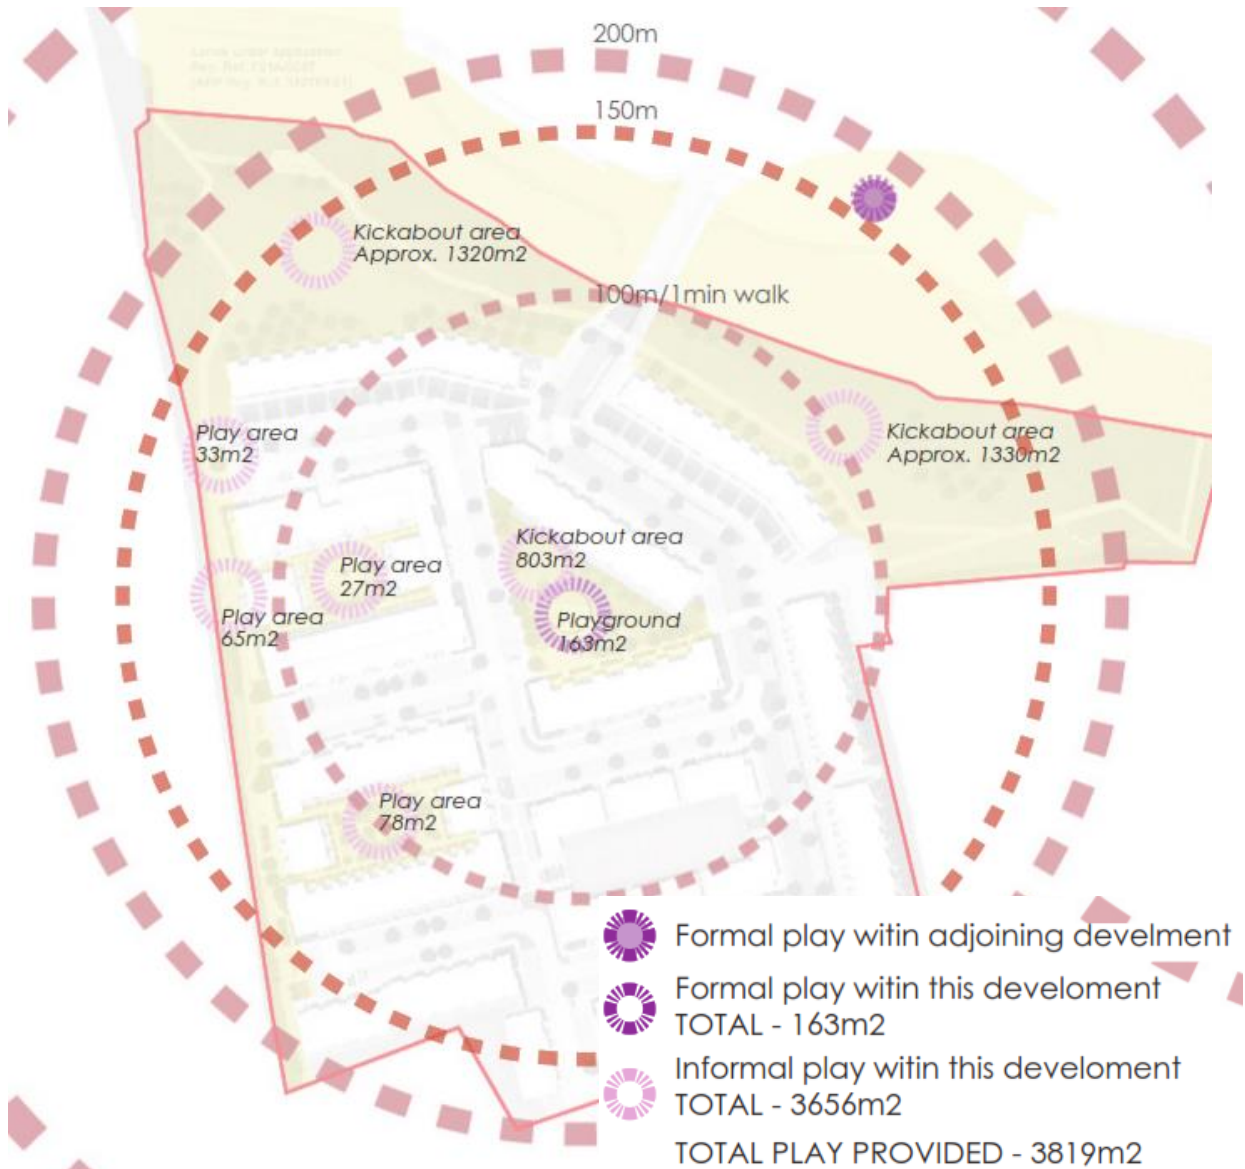 200m
150m
Kickabout area
Approx. 1320m2
100m/1min walk
Play area
33m2
Kickabout area
Approx. 1330m2
Kickabout area
803m2
Play area
27m2
Play area
65m2
Playground
163m2
Play area
78m2
Formal play witin adjoining develment
Formal play witin this develoment
TOTAL - 163m2
Informal play witin this develoment
TOTAL - 3656m2
TOTAL PLAY PROVIDED - 3819m2